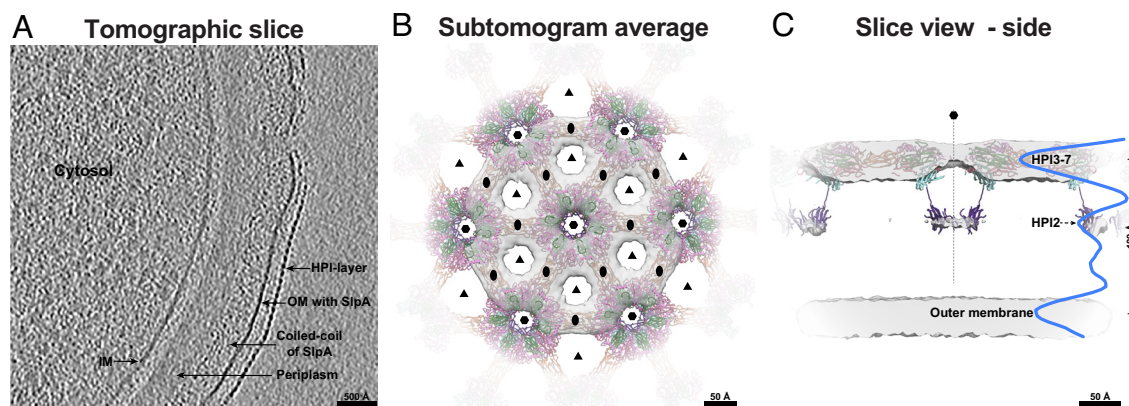 A Tomographic slice
B Subtomogram average
C Slice view - side
Cytosol
HPI-layer
OM with SlpA
Coiled-coil
of SlpA
IM
Periplasm
500 Å
50 Å
HPI3-7
HPI2
Outer membrane
50 Å